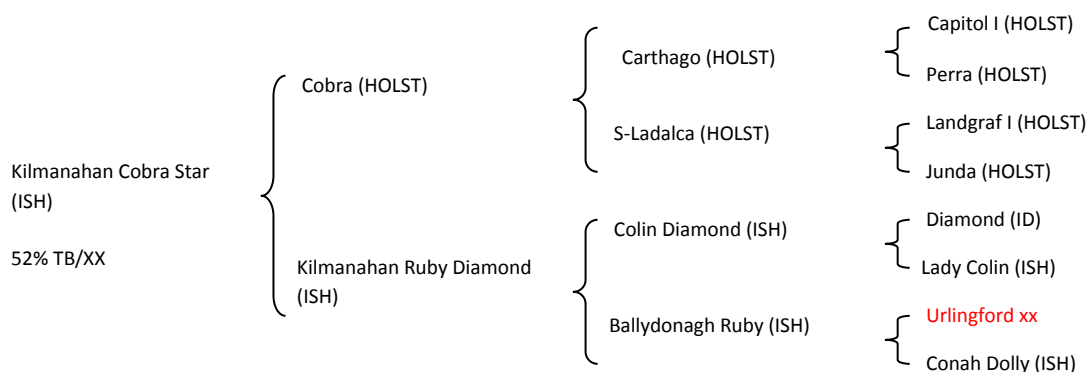 Kilmanahan Cobra Star
(ISH)
52% TB/XX
Cobra (HOLST)
Kilmanahan Ruby Diamond
(ISH)
Carthago (HOLST)
S-Ladalca (HOLST)
Colin Diamond (ISH)
Ballydonagh Ruby (ISH)
Capitol I (HOLST)
Perra (HOLST)
Landgraf I (HOLST)
Junda (HOLST)
Diamond (ID)
Lady Colin (ISH)
Urlingford xx
Conah Dolly (ISH)